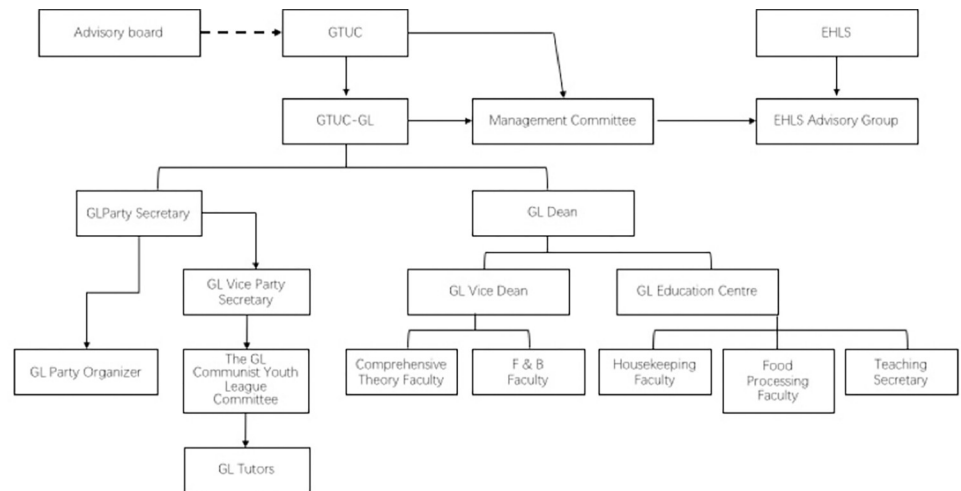 Advisory board
GTUC
EHLS
GTUC-GL
Management Committee
EHLS Advisory Group
GLParty Secretary
GL Dean
GL Vice Party
Secretary
GL Vice Dean
GL Education Centre
GL Party Organizer
The GL
Communist Youth
League
Committee
Comprehensive
Theory Faculty
F & B
Faculty
Housekeeping
Faculty
Food
Processing
Faculty
Teaching
Secretary
GL Tutors